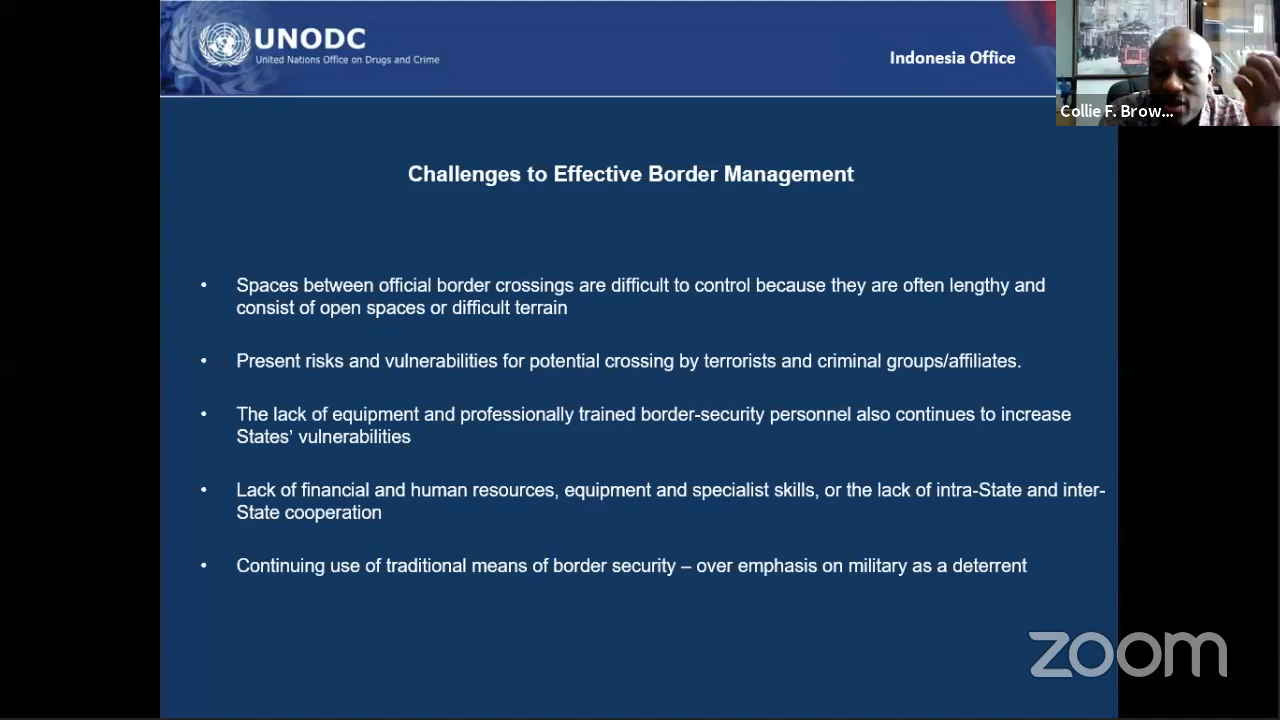 UNODC
United Nations Office on Drugs and Crime
Indonesia Office
Collie F. Brow...
Challenges to Effective Border Management
• Spaces between official border crossings are difficult to control because they are often lengthy and
consist of open spaces or difficult terrain
• Present risks and vulnerabilities for potential crossing by terrorists and criminal groups/affiliates.
• The lack of equipment and professionally trained border-security personnel also continues to increase
States’ vulnerabilities
• Lack of financial and human resources, equipment and specialist skills, or the lack of intra-State and inter-
State cooperation
• Continuing use of traditional means of border security – over emphasis on military as a deterrent
zoom